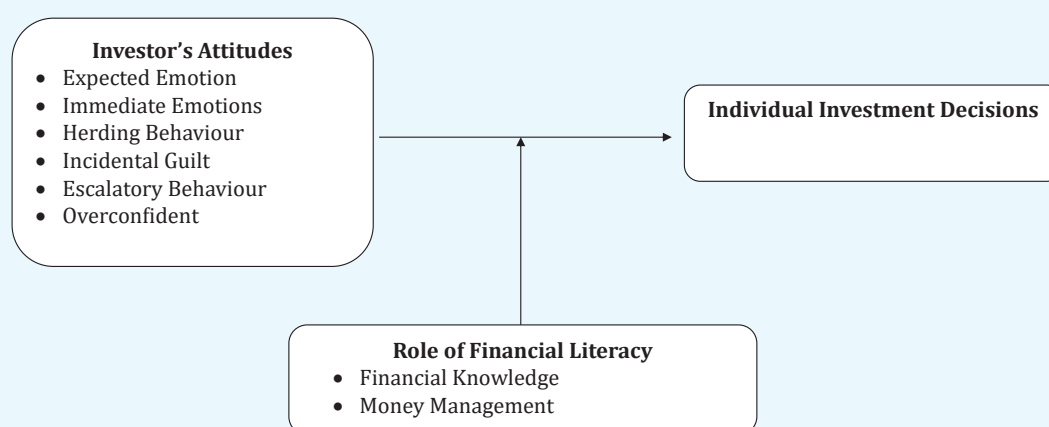 Investor’s Attitudes
• Expected Emotion
• Immediate Emotions
• Herding Behaviour
• Incidental Guilt
• Escalatory Behaviour
• Overconfident
Individual Investment Decisions
Role of Financial Literacy
• Financial Knowledge
• Money Management